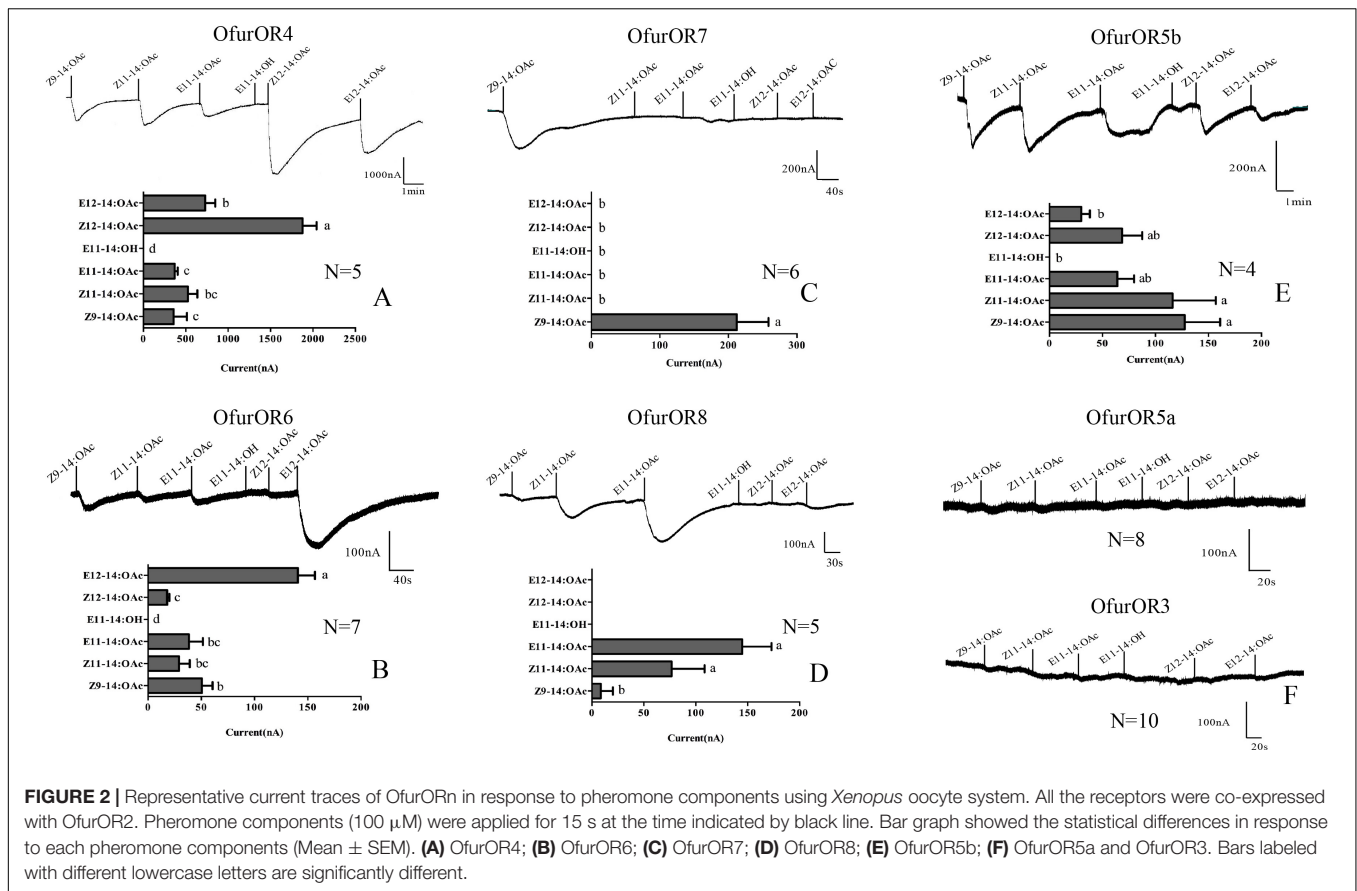 OfurOR4
Z9-14:OAc
Z11-14:OAc
E11-14:OAc
E11-14:OH
Z12-14:OAc
E12-14:OAc
1000nA
1min
E12-14:OAc b
Z12-14:OAc a
E11-14:OH d
E11-14:OAc c
Z11-14:OAc bc
Z9-14:OAc c
N=5
A
0 500 1000 1500 2000 2500
Current(nA)
OfurOR7
Z9-14:OAc
Z11-14:OAc
E11-14:OAc
E11-14:OH
Z12-14:OAc
E12-14:OAC
200nA
40s
E12-14:OAc b
Z12-14:OAc b
E11-14:OH b
E11-14:OAc b
Z11-14:OAc b
Z9-14:OAc a
N=6
C
0 100 200 300
Current(nA)
OfurOR5b
Z9-14:OAc
Z11-14:OAc
E11-14:OAc
E11-14:OH
Z12-14:OAc
E12-14:OAc
200nA
1min
E12-14:OAc b
Z12-14:OAc ab
E11-14:OH b
E11-14:OAc ab
Z11-14:OAc a
Z9-14:OAc a
N=4
E
0 50 100 150 200
Current(nA)
OfurOR6
Z9-14:OAc
Z11-14:OAc
E11-14:OAc
E11-14:OH
Z12-14:OAc
E12-14:OAc
100nA
40s
E12-14:OAc a
Z12-14:OAc c
E11-14:OH d
E11-14:OAc bc
Z11-14:OAc bc
Z9-14:OAc b
N=7
B
0 50 100 150 200
Current(nA)
OfurOR8
Z9-14:OAc
Z11-14:OAc
E11-14:OAc
E11-14:OH
Z12-14:OAc
E12-14:OAc
100nA
30s
E12-14:OAc
Z12-14:OAc
E11-14:OH
E11-14:OAc a
Z11-14:OAc a
Z9-14:OAc b
N=5
D
0 50 100 150 200
Current(nA)
OfurOR5a
Z9-14:OAc
Z11-14:OAc
E11-14:OAc
E11-14:OH
Z12-14:OAc
E12-14:OAc
N=8
100nA
20s
OfurOR3
Z9-14:OAc
Z11-14:OAc
E11-14:OAc
E11-14:OH
Z12-14:OAc
E12-14:OAc
N=10
100nA
20s
F
FIGURE 2 | Representative current traces of OfurORn in response to pheromone components using Xenopus oocyte system. All the receptors were co-expressed
with OfurOR2. Pheromone components (100 μM) were applied for 15 s at the time indicated by black line. Bar graph showed the statistical differences in response
to each pheromone components (Mean ± SEM). (A) OfurOR4; (B) OfurOR6; (C) OfurOR7; (D) OfurOR8; (E) OfurOR5b; (F) OfurOR5a and OfurOR3. Bars labeled
with different lowercase letters are significantly different.